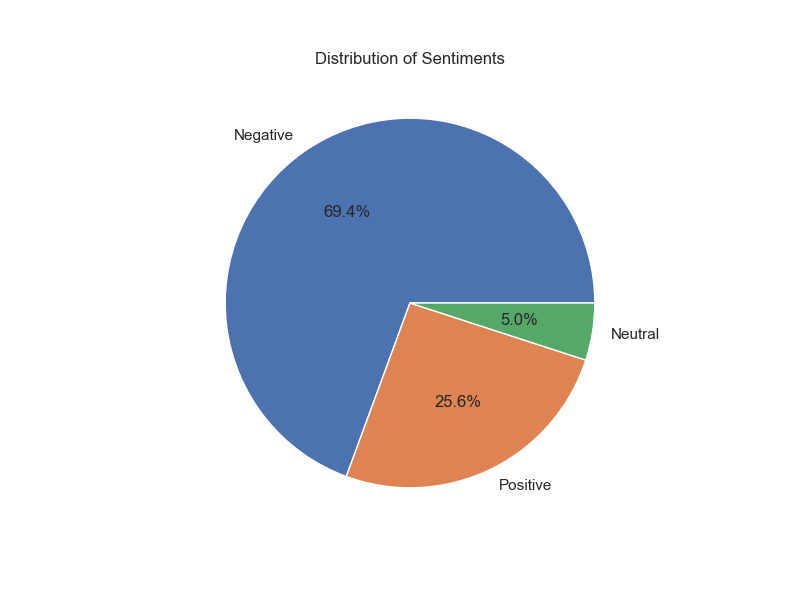 Distribution of Sentiments
Negative
69.4%
5.0%
Neutral
25.6%
Positive